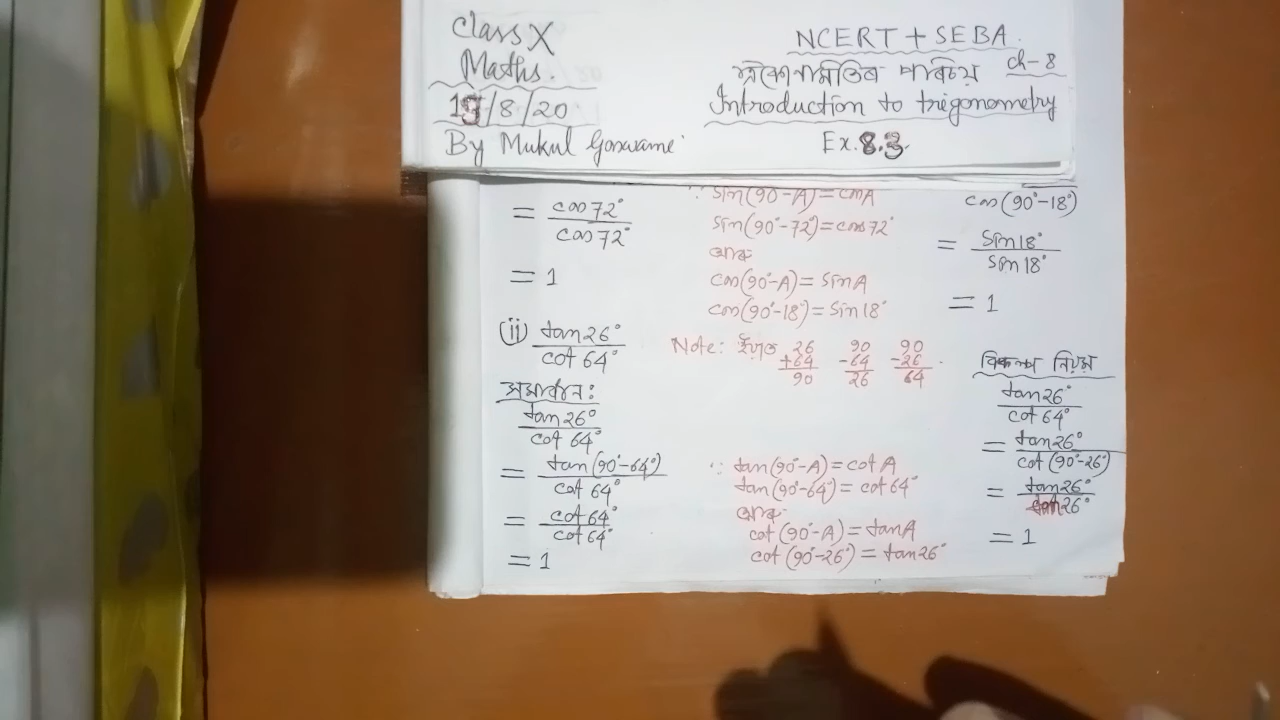 Class X
Maths.
19/8/20
By Mukul Goswami
NCERT + SEBA.
ত্ৰিকোণমিতিৰ পৰিচয় ch-8
Introduction to trigonometry
Ex. 8.3
= cos 72° / cos 72°
= 1
(ii) tan 26° / cot 64°
সমাধান:
tan 26° / cot 64°
= tan (90°-64°) / cot 64°
= cot 64° / cot 64°
= 1
∵ sin(90°-A) = cosA
sin(90°-72°) = cos 72°
আৰু
cos(90°-A) = sin A
cos(90°-18°) = sin 18°
Note: ইয়াত 26 +64 90
90 -64 26
90 -26 64
∵ tan(90°-A) = cot A
tan(90°-64°) = cot 64°
আৰু
cot (90°-A) = tan A
cot (90°-26°) = tan 26°
cos (90°-18°)
= sin 18° / sin 18°
= 1
বিকল্প নিয়ম
tan 26° / cot 64°
= tan 26° / cot (90°-26°)
= tan 26° / tan 26°
= 1